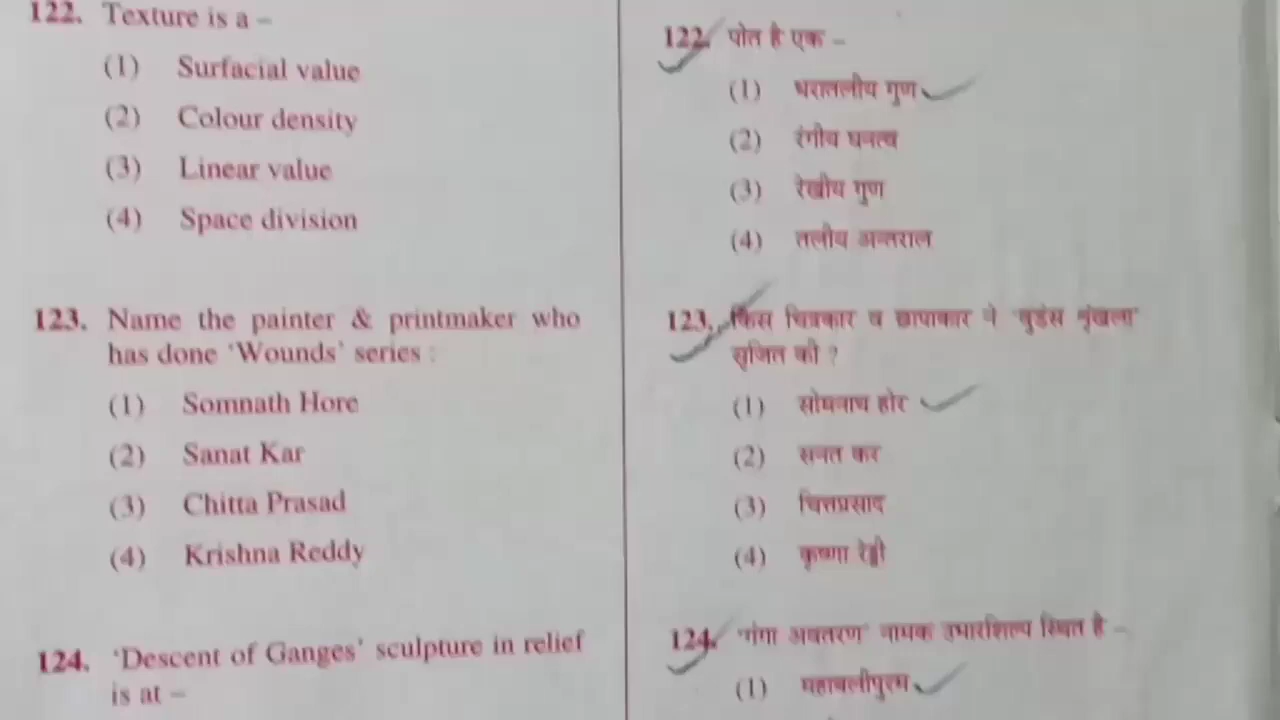 122. Texture is a –
(1) Surfacial value
(2) Colour density
(3) Linear value
(4) Space division
123. Name the painter & printmaker who
has done ‘Wounds’ series :
(1) Somnath Hore
(2) Sanat Kar
(3) Chitta Prasad
(4) Krishna Reddy
124. ‘Descent of Ganges’ sculpture in relief
is at –
122. पोत है एक –
(1) धरातलीय गुण
(2) रंगीय घनत्व
(3) रेखीय गुण
(4) तलीय अन्तराल
123. किस चित्रकार व छापाकार ने ‘वुडंस शृंखला’
सृजित की ?
(1) सोमनाथ होर
(2) सनत कर
(3) चित्तप्रसाद
(4) कृष्णा रेड्डी
124. ‘गंगा अवतरण’ नामक उभारशिल्प स्थित है –
(1) महाबलीपुरम